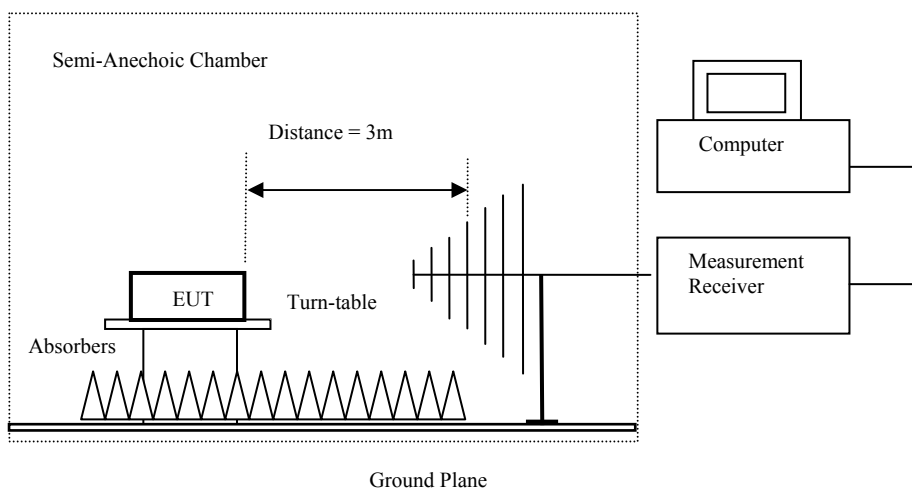 Semi-Anechoic Chamber
Distance = 3m
Computer
Measurement
Receiver
EUT
Turn-table
Absorbers
Ground Plane